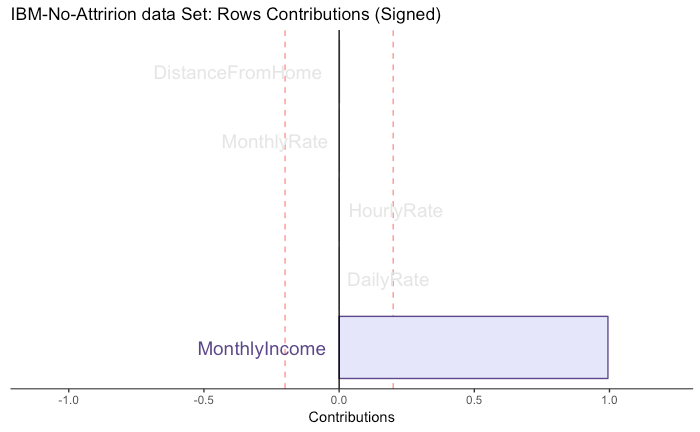 IBM-No-Attririon data Set: Rows Contributions (Signed)
DistanceFromHome
MonthlyRate
HourlyRate
DailyRate
MonthlyIncome
-1.0 -0.5 0.0 0.5 1.0
Contributions